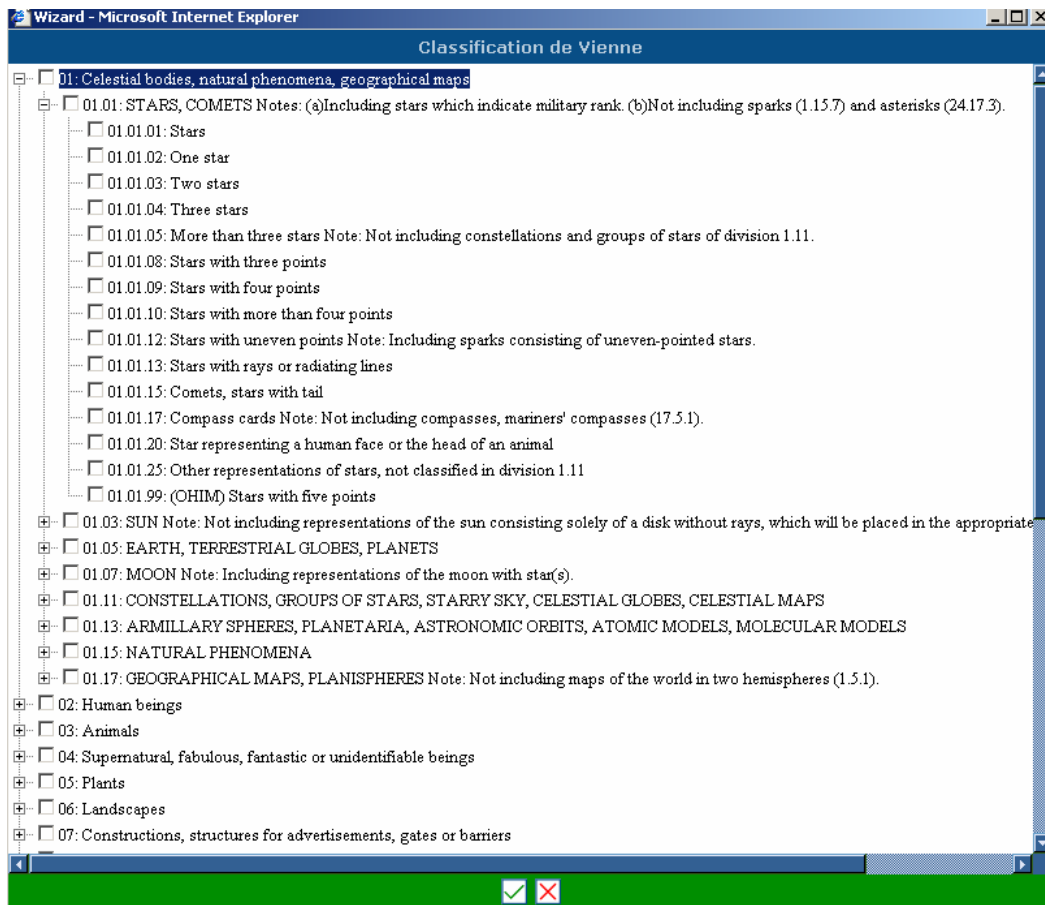 Wizard - Microsoft Internet Explorer
Classification de Vienne
01: Celestial bodies, natural phenomena, geographical maps
01.01: STARS, COMETS Notes: (a)Including stars which indicate military rank. (b)Not including sparks (1.15.7) and asterisks (24.17.3).
01.01.01: Stars
01.01.02: One star
01.01.03: Two stars
01.01.04: Three stars
01.01.05: More than three stars Note: Not including constellations and groups of stars of division 1.11.
01.01.08: Stars with three points
01.01.09: Stars with four points
01.01.10: Stars with more than four points
01.01.12: Stars with uneven points Note: Including sparks consisting of uneven-pointed stars.
01.01.13: Stars with rays or radiating lines
01.01.15: Comets, stars with tail
01.01.17: Compass cards Note: Not including compasses, mariners' compasses (17.5.1).
01.01.20: Star representing a human face or the head of an animal
01.01.25: Other representations of stars, not classified in division 1.11
01.01.99: (OHIM) Stars with five points
01.03: SUN Note: Not including representations of the sun consisting solely of a disk without rays, which will be placed in the appropriate
01.05: EARTH, TERRESTRIAL GLOBES, PLANETS
01.07: MOON Note: Including representations of the moon with star(s).
01.11: CONSTELLATIONS, GROUPS OF STARS, STARRY SKY, CELESTIAL GLOBES, CELESTIAL MAPS
01.13: ARMILLARY SPHERES, PLANETARIA, ASTRONOMIC ORBITS, ATOMIC MODELS, MOLECULAR MODELS
01.15: NATURAL PHENOMENA
01.17: GEOGRAPHICAL MAPS, PLANISPHERES Note: Not including maps of the world in two hemispheres (1.5.1).
02: Human beings
03: Animals
04: Supernatural, fabulous, fantastic or unidentifiable beings
05: Plants
06: Landscapes
07: Constructions, structures for advertisements, gates or barriers